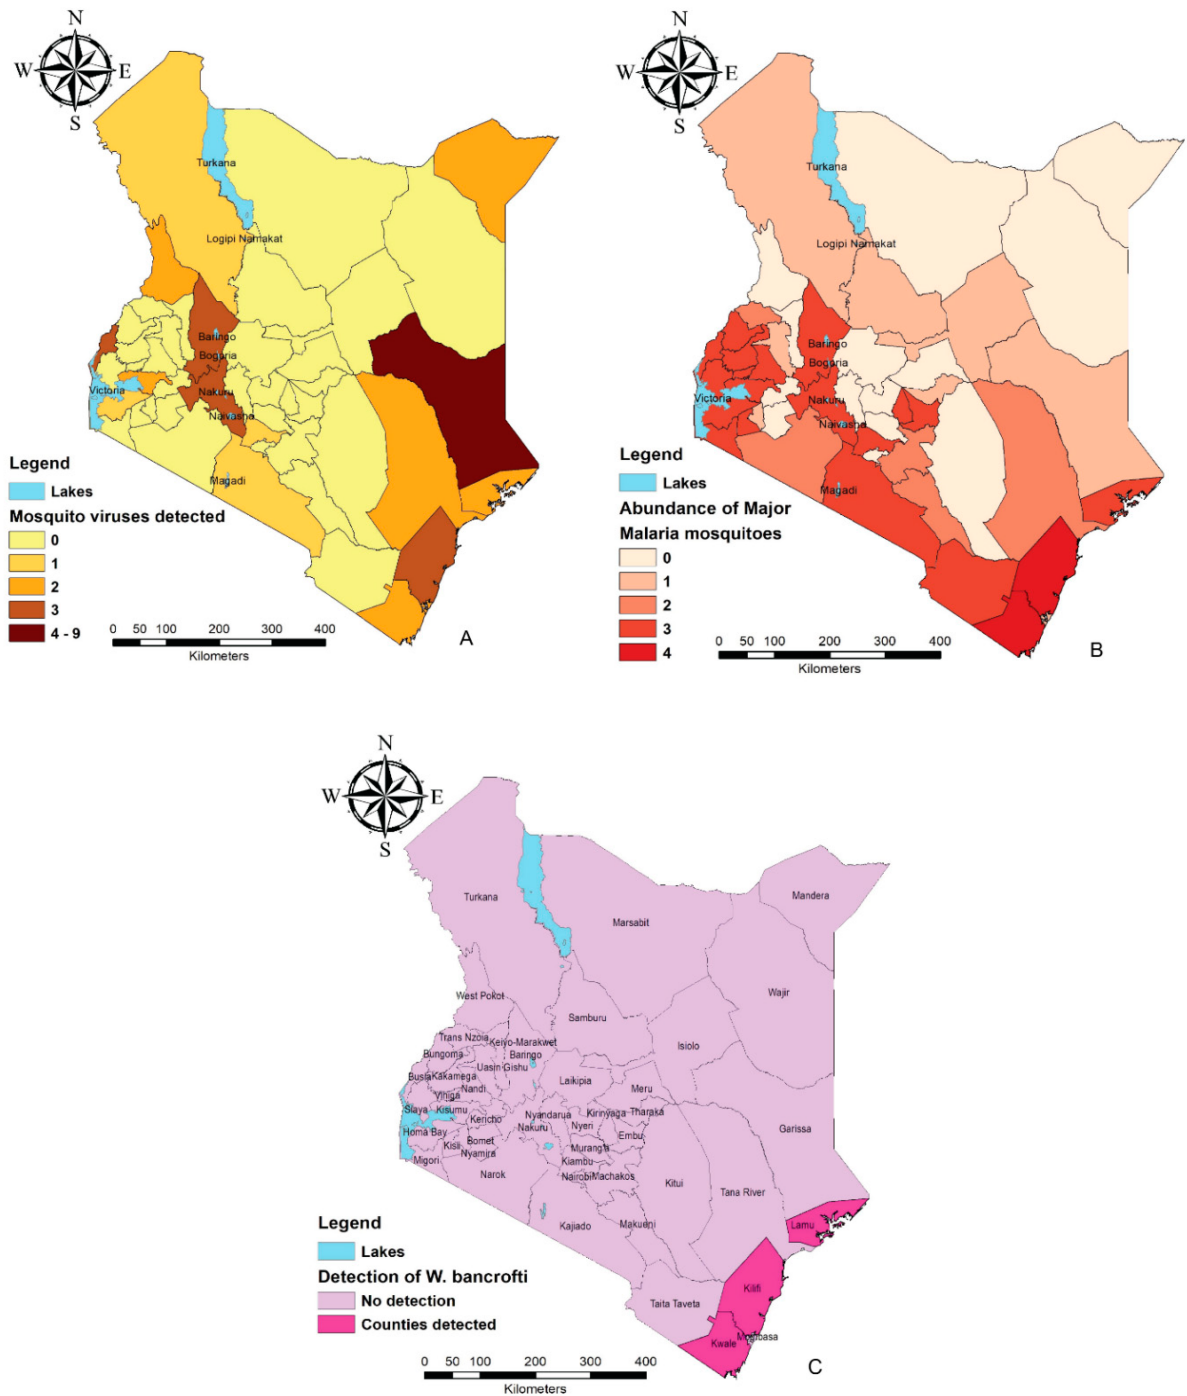 N
W E
S
Turkana
Logipi Namakat
Baringo
Bogoria
Victoria
Nakuru
Naivasha
Magadi
Legend
Lakes
Mosquito viruses detected
0
1
2
3
4 - 9
0 50 100 200 300 400
Kilometers
A
N
W E
S
Turkana
Logipi Namakat
Baringo
Bogoria
Victoria
Nakuru
Naivasha
Magadi
Legend
Lakes
Abundance of Major
Malaria mosquitoes
0
1
2
3
4
0 50 100 200 300 400
Kilometers
B
N
W E
S
Turkana
Marsabit
Mandera
Wajir
West Pokot
Samburu
Isiolo
Trans Nzoia
Keiyo-Marakwet
Bungoma
Baringo
Uasin Gishu
Busia
Kakamega
Nandi
Laikipia
Meru
Vihiga
Siaya
Kisumu
Kericho
Nyandarua
Kirinyaga
Tharaka
Nakuru
Nyeri
Embu
Garissa
Homa Bay
Kisii
Bomet
Nyamira
Murang'a
Kiambu
Migori
Narok
Nairobi
Machakos
Kitui
Tana River
Kajiado
Makueni
Lamu
Kilifi
Taita Taveta
Kwale
Mombasa
Legend
Lakes
Detection of W. bancrofti
No detection
Counties detected
0 50 100 200 300 400
Kilometers
C